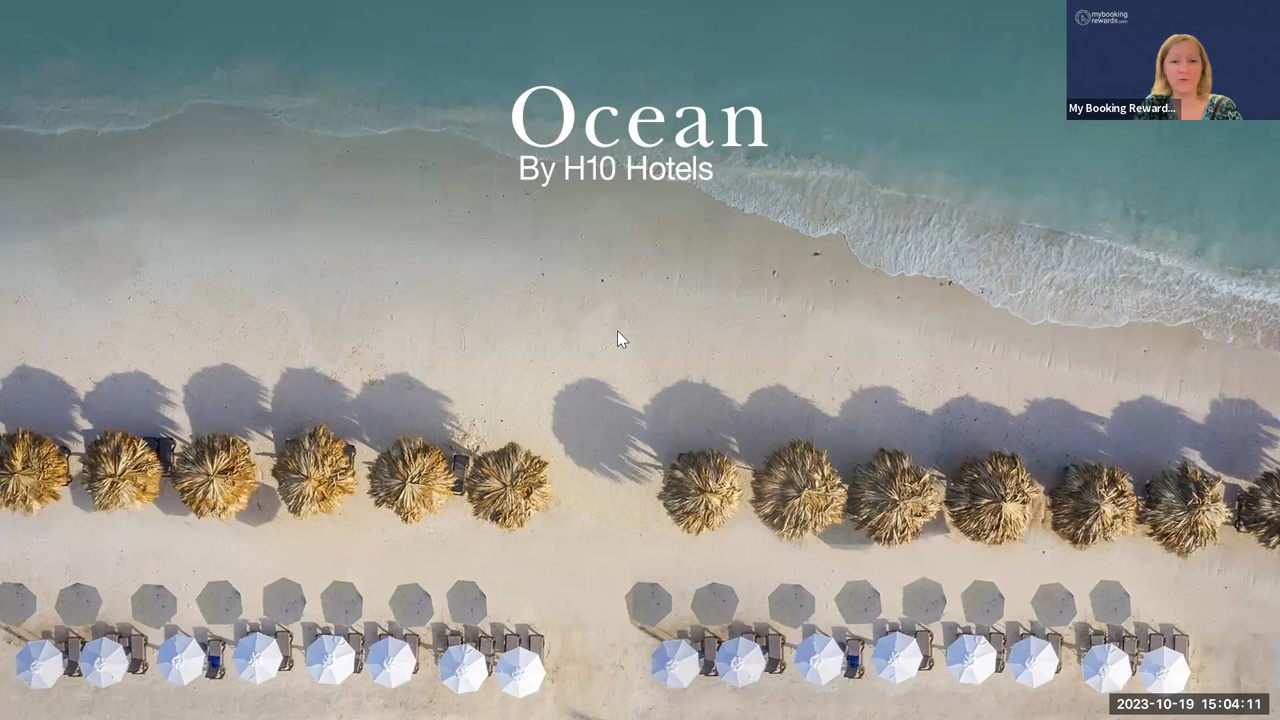 Ocean
By H10 Hotels
mybooking
rewards.com
My Booking Reward...
2023-10-19 15:04:11